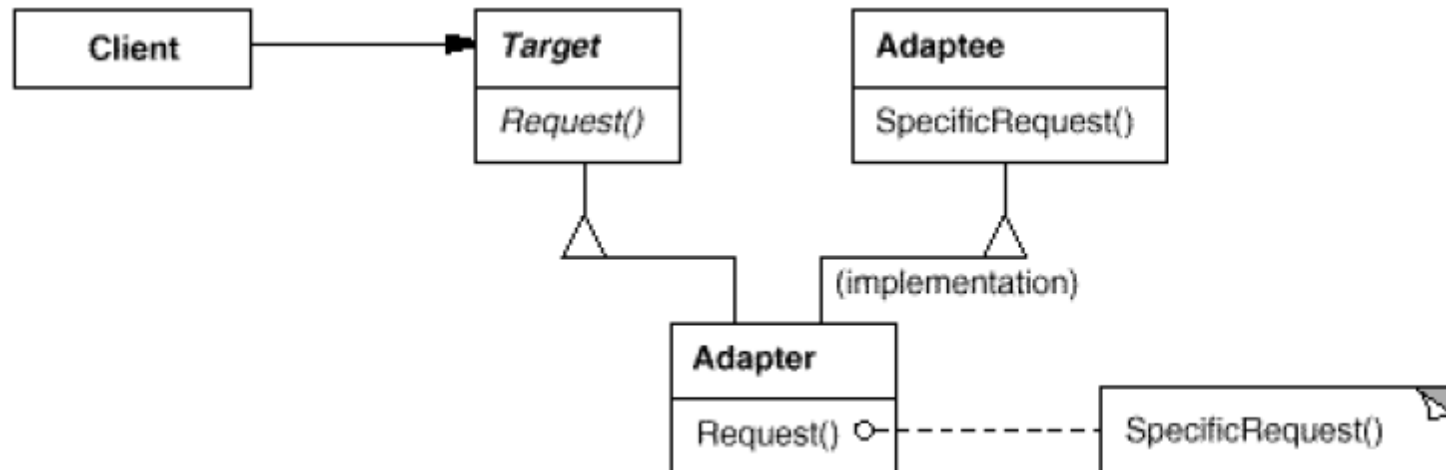 Client
Target
Request()
Adaptee
SpecificRequest()
(implementation)
Adapter
Request()
SpecificRequest()